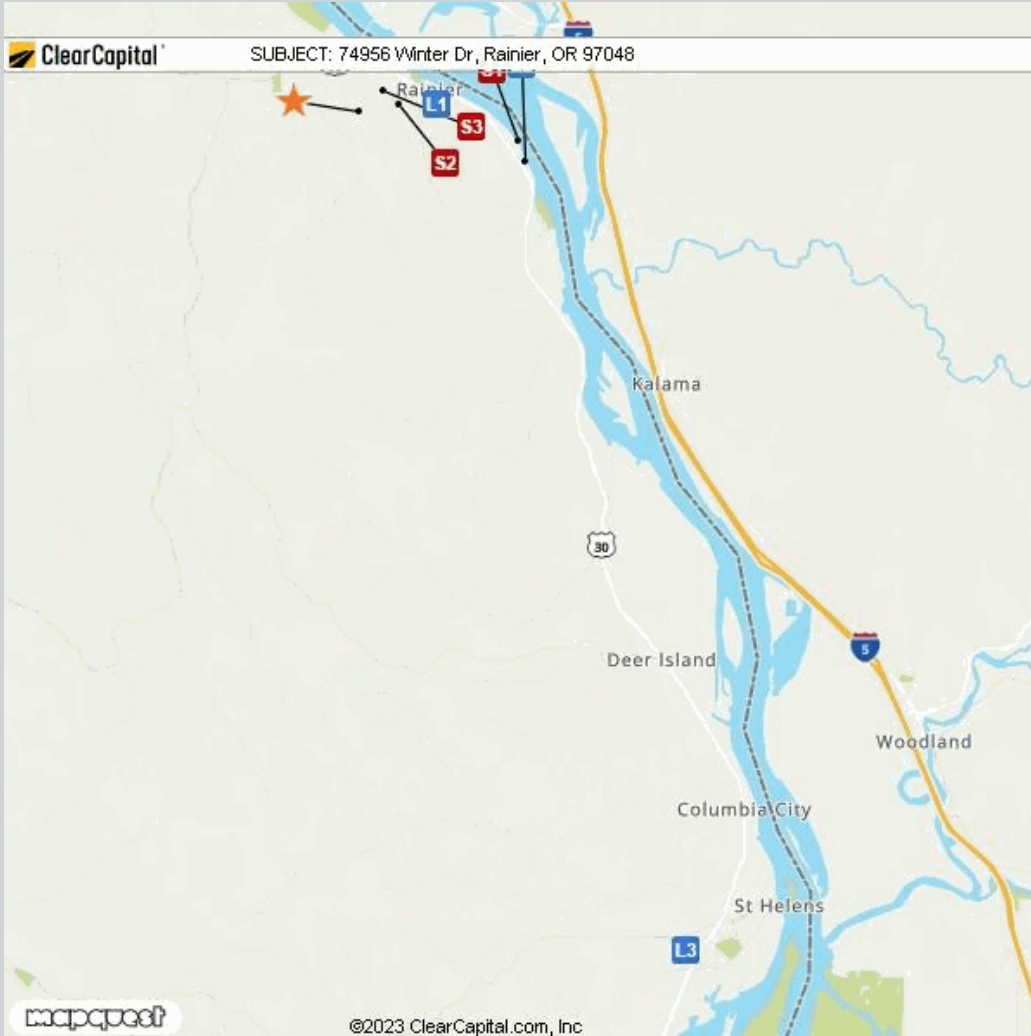 ClearCapital
SUBJECT: 74956 Winter Dr, Rainier, OR 97048
Rainier
L1
S3
S2
Kalama
30
Deer Island
5
Woodland
Columbia City
St Helens
L3
mapquest
©2023 ClearCapital.com, Inc